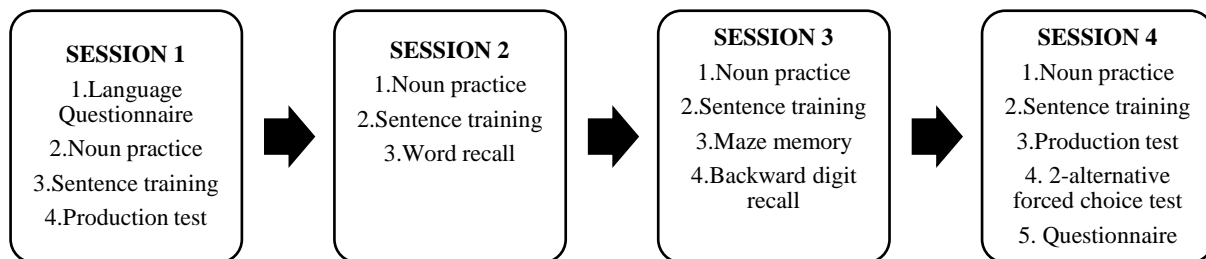 SESSION 1
1.Language
Questionnaire
2.Noun practice
3.Sentence training
4.Production test
SESSION 2
1.Noun practice
2.Sentence training
3.Word recall
SESSION 3
1.Noun practice
2.Sentence training
3.Maze memory
4.Backward digit
recall
SESSION 4
1.Noun practice
2.Sentence training
3.Production test
4. 2-alternative
forced choice test
5. Questionnaire